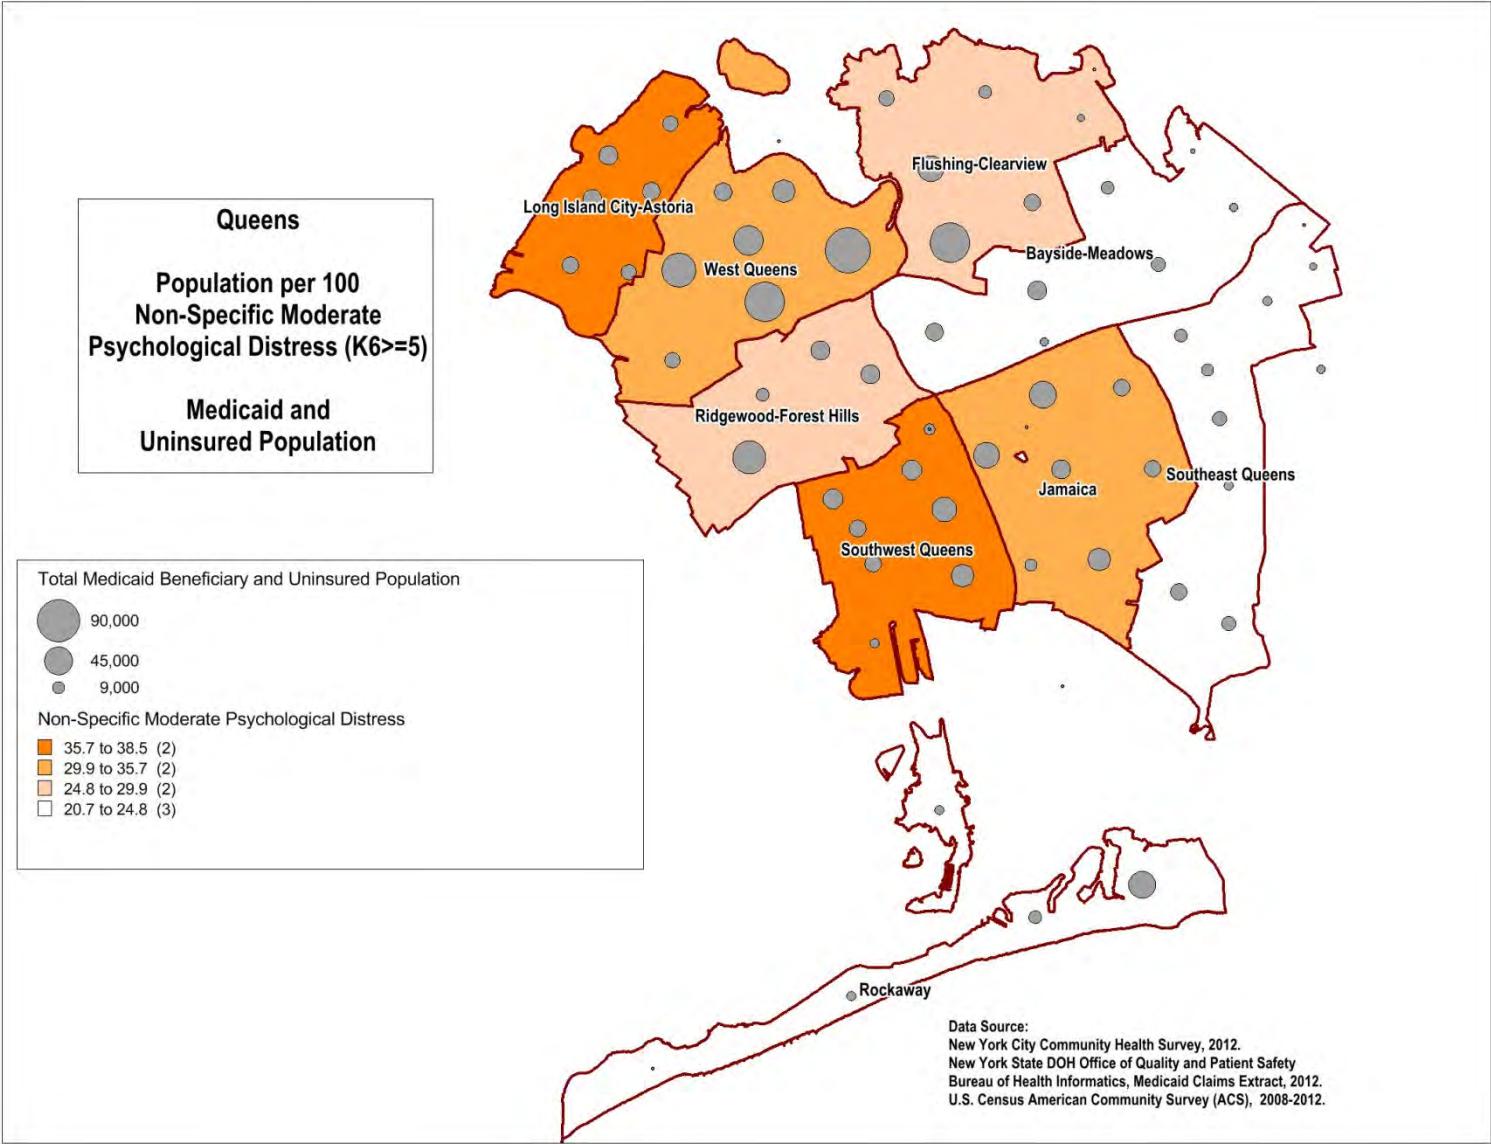 Queens
Population per 100
Non-Specific Moderate
Psychological Distress (K6>=5)
Medicaid and
Uninsured Population
Total Medicaid Beneficiary and Uninsured Population
90,000
45,000
9,000
Non-Specific Moderate Psychological Distress
35.7 to 38.5 (2)
29.9 to 35.7 (2)
24.8 to 29.9 (2)
20.7 to 24.8 (3)
Flushing-Clearview
Long Island City-Astoria
Bayside-Meadows
West Queens
Ridgewood-Forest Hills
Southeast Queens
Jamaica
Southwest Queens
Rockaway
Data Source:
New York City Community Health Survey, 2012.
New York State DOH Office of Quality and Patient Safety
Bureau of Health Informatics, Medicaid Claims Extract, 2012.
U.S. Census American Community Survey (ACS), 2008-2012.